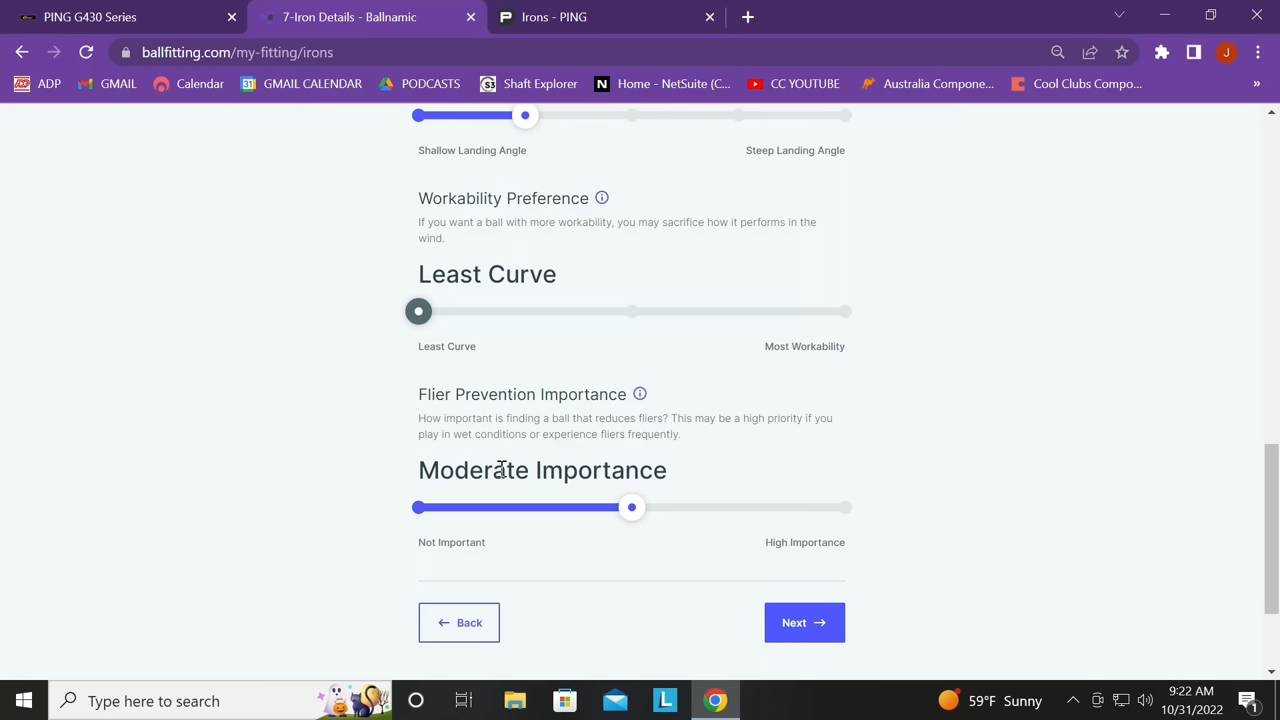 PING G430 Series
7-Iron Details - Ballnamic
Irons - PING
ballfitting.com/my-fitting/irons
J
ADP
GMAIL
Calendar
GMAIL CALENDAR
PODCASTS
Shaft Explorer
Home - NetSuite (C...
CC YOUTUBE
Australia Compone...
Cool Clubs Compo...
Shallow Landing Angle
Steep Landing Angle
Workability Preference
If you want a ball with more workability, you may sacrifice how it performs in the
wind.
Least Curve
Least Curve
Most Workability
Flier Prevention Importance
How important is finding a ball that reduces fliers? This may be a high priority if you
play in wet conditions or experience fliers frequently.
Moderate Importance
Not Important
High Importance
← Back
Next →
Type here to search
L
59°F Sunny
9:22 AM
10/31/2022
1